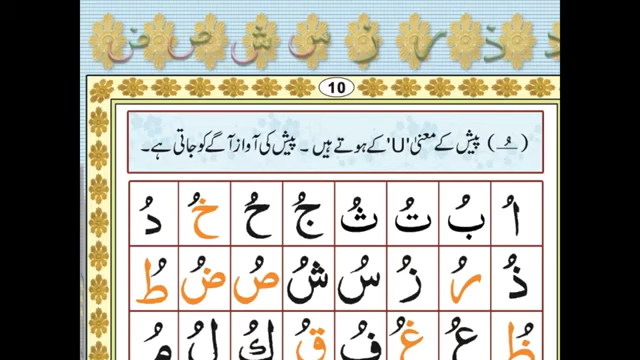 د ذ ر ز س ش ص ض
10
( ـُ ) پیش کے معنیٰ 'U' کے ہوتے ہیں ۔ پیش کی آواز آگے کو جاتی ہے۔
اُ بُ تُ ثُ جُ حُ خُ دُ
ذُ رُ زُ سُ شُ صُ ضُ طُ
ظُ عُ غُ فُ قُ كُ لُ مُ